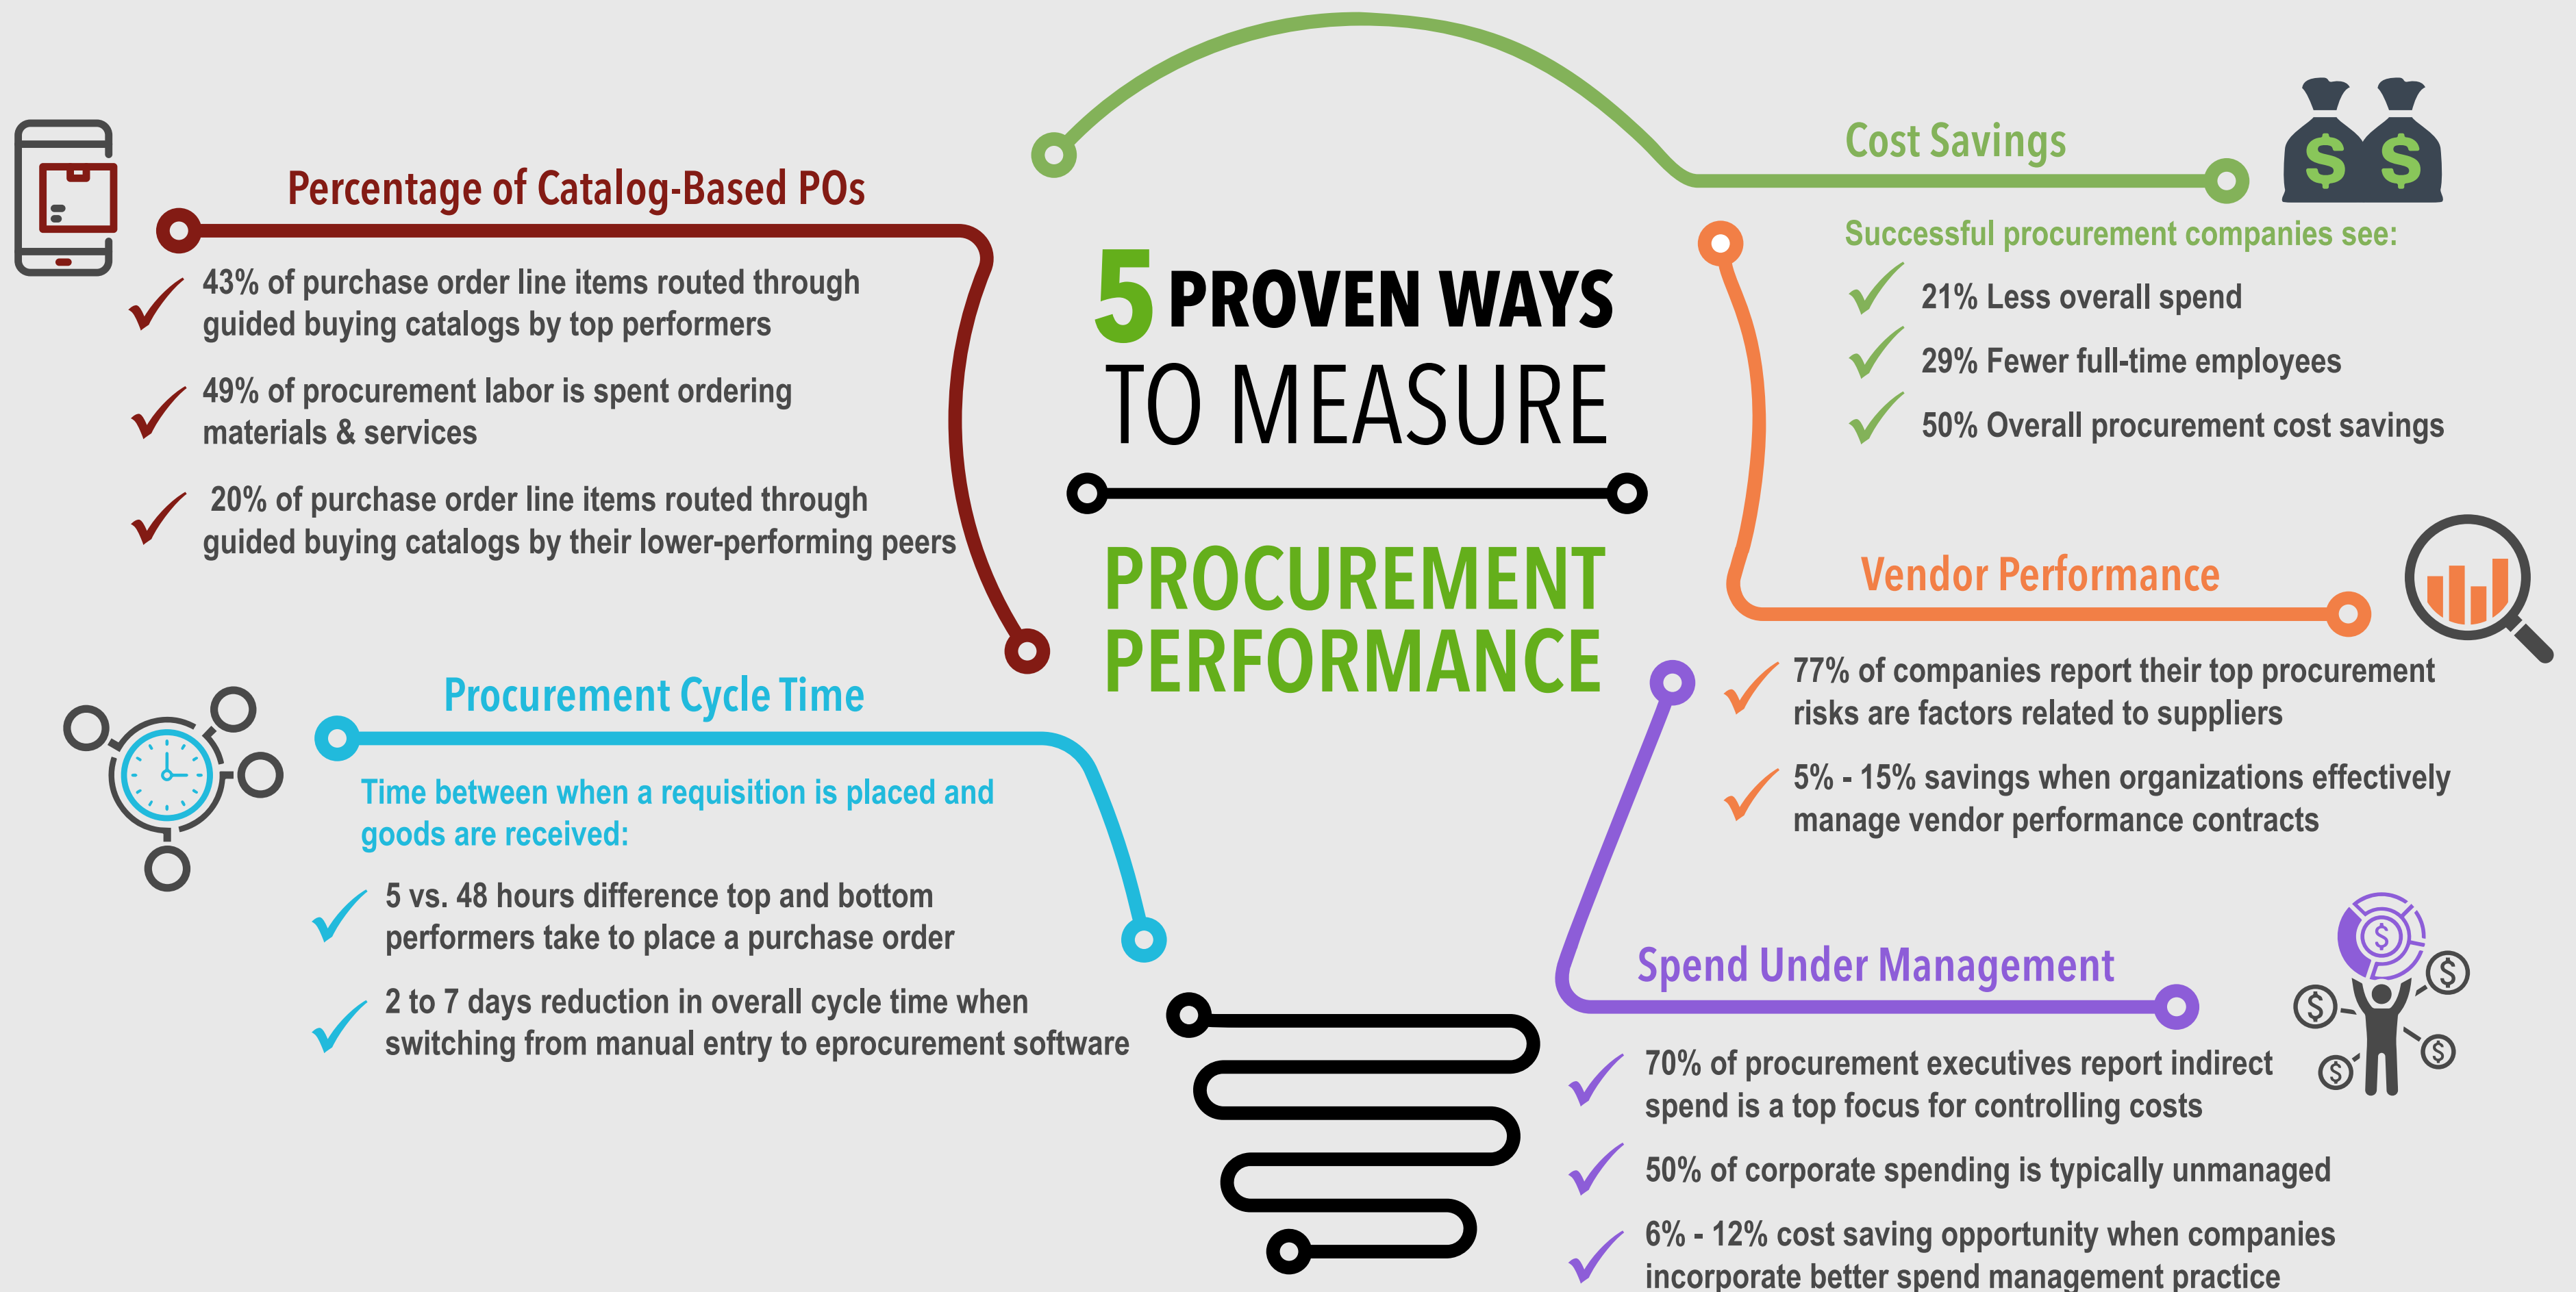 5 PROVEN WAYS
TO MEASURE
PROCUREMENT
PERFORMANCE
Percentage of Catalog-Based POs
43% of purchase order line items routed through
guided buying catalogs by top performers
49% of procurement labor is spent ordering
materials & services
20% of purchase order line items routed through
guided buying catalogs by their lower-performing peers
Procurement Cycle Time
Time between when a requisition is placed and
goods are received:
5 vs. 48 hours difference top and bottom
performers take to place a purchase order
2 to 7 days reduction in overall cycle time when
switching from manual entry to eprocurement software
Cost Savings
$ $
Successful procurement companies see:
21% Less overall spend
29% Fewer full-time employees
50% Overall procurement cost savings
Vendor Performance
77% of companies report their top procurement
risks are factors related to suppliers
5% - 15% savings when organizations effectively
manage vendor performance contracts
Spend Under Management
$
$
$
$
$
70% of procurement executives report indirect
spend is a top focus for controlling costs
50% of corporate spending is typically unmanaged
6% - 12% cost saving opportunity when companies
incorporate better spend management practice